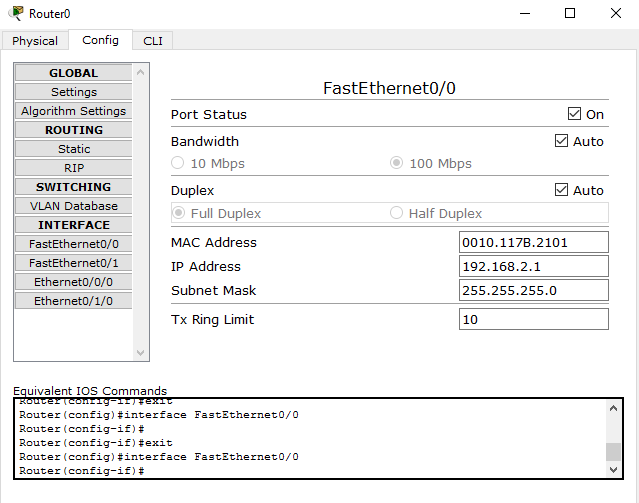 Router0
Physical Config CLI
GLOBAL
Settings
Algorithm Settings
ROUTING
Static
RIP
SWITCHING
VLAN Database
INTERFACE
FastEthernet0/0
FastEthernet0/1
Ethernet0/0/0
Ethernet0/1/0
FastEthernet0/0
Port Status On
Bandwidth Auto
10 Mbps 100 Mbps
Duplex Auto
Full Duplex Half Duplex
MAC Address 0010.117B.2101
IP Address 192.168.2.1
Subnet Mask 255.255.255.0
Tx Ring Limit 10
Equivalent IOS Commands
Router(config-if)#exit
Router(config)#interface FastEthernet0/0
Router(config-if)#
Router(config-if)#exit
Router(config)#interface FastEthernet0/0
Router(config-if)#